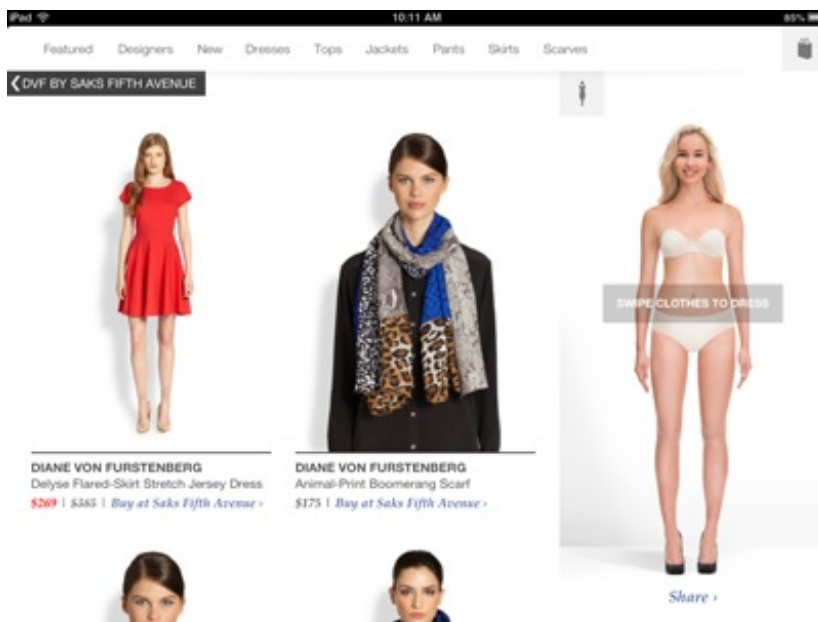 iPad 10:11 AM 85%
Featured Designers New Dresses Tops Jackets Pants Skirts Scarves
DVF BY SAKS FIFTH AVENUE
SWIPE CLOTHES TO DRESS
DIANE VON FURSTENBERG
Delyse Flared-Skirt Stretch Jersey Dress
$269 | $385 | Buy at Saks Fifth Avenue ›
DIANE VON FURSTENBERG
Animal-Print Boomerang Scarf
$175 | Buy at Saks Fifth Avenue ›
Share ›